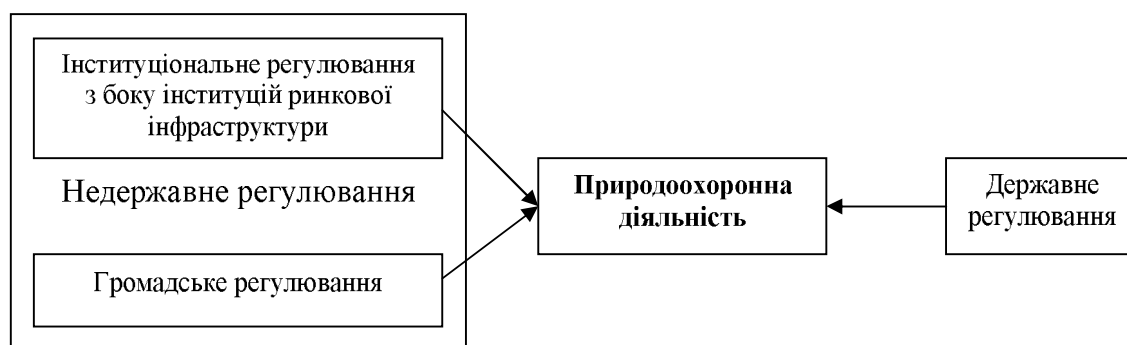 Інституціональне регулювання
з боку інституцій ринкової
інфраструктури
Недержавне регулювання
Громадське регулювання
Природоохоронна
діяльність
Державне
регулювання